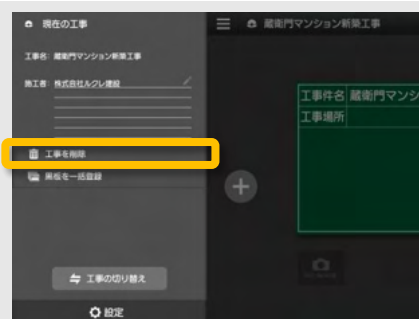 現在の工事
工事名: 蔵衛門マンション新築工事
施工者: 株式会社ルクレ建設
工事を削除
黒板を一括登録
工事の切り替え
設定
蔵衛門マンション新築工事
工事件名 蔵衛門マンシ
工事場所